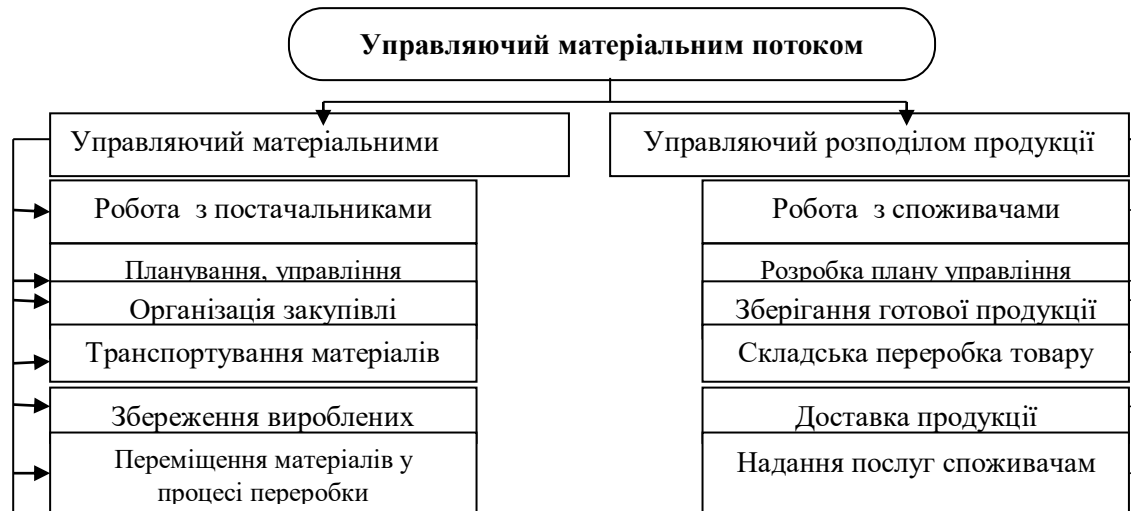 Управляючий матеріальним потоком
Управляючий матеріальними
Управляючий розподілом продукції
Робота з постачальниками
Планування, управління
Організація закупівлі
Транспортування матеріалів
Збереження вироблених
Переміщення матеріалів у
процесі переробки
Робота з споживачами
Розробка плану управління
Зберігання готової продукції
Складська переробка товару
Доставка продукції
Надання послуг споживачам